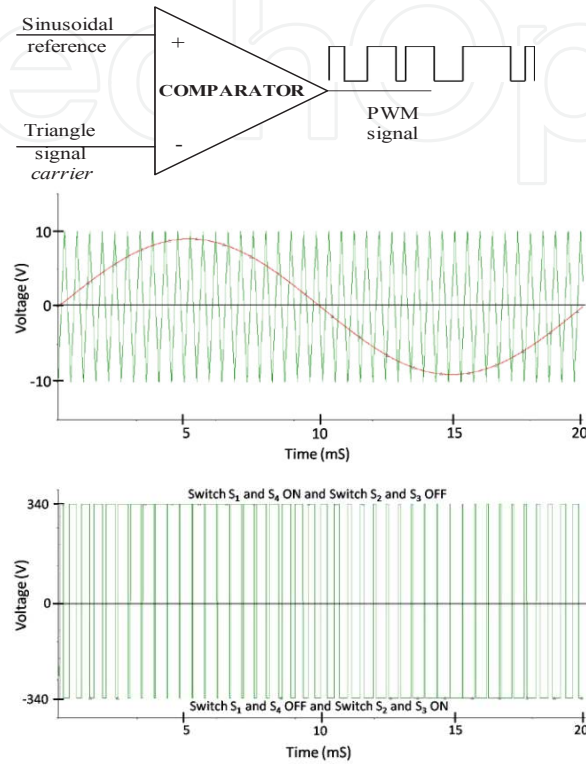 Sinusoidal
reference
+
COMPARATOR
PWM
signal
Triangle
signal
carrier
-
Voltage (V)
10
0
-10
5
10
15
20
Time (mS)
Switch S₁ and S₄ ON and Switch S₂ and S₃ OFF
Voltage (V)
340
0
-340
Switch S₁ and S₄ OFF and Switch S₂ and S₃ ON
5
10
15
20
Time (mS)